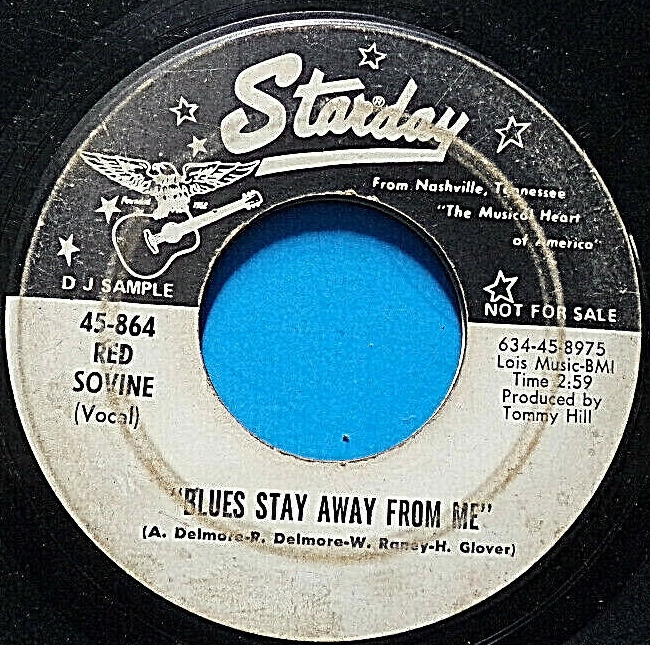 Starday®
From Nashville, Tennessee
"The Musical Heart
of America"
Founded 1952
D J SAMPLE
NOT FOR SALE
45-864
RED
SOVINE
(Vocal)
634-45-8975
Lois Music-BMI
Time 2:59
Produced by
Tommy Hill
"BLUES STAY AWAY FROM ME"
(A. Delmore-R. Delmore-W. Raney-H. Glover)